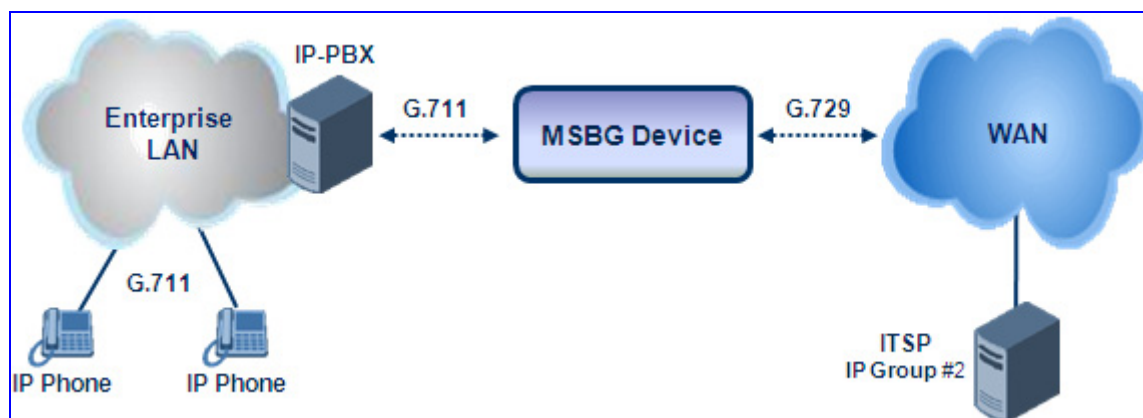 IP-PBX
Enterprise
LAN
G.711
MSBG Device
G.729
WAN
G.711
IP Phone
IP Phone
ITSP
IP Group #2